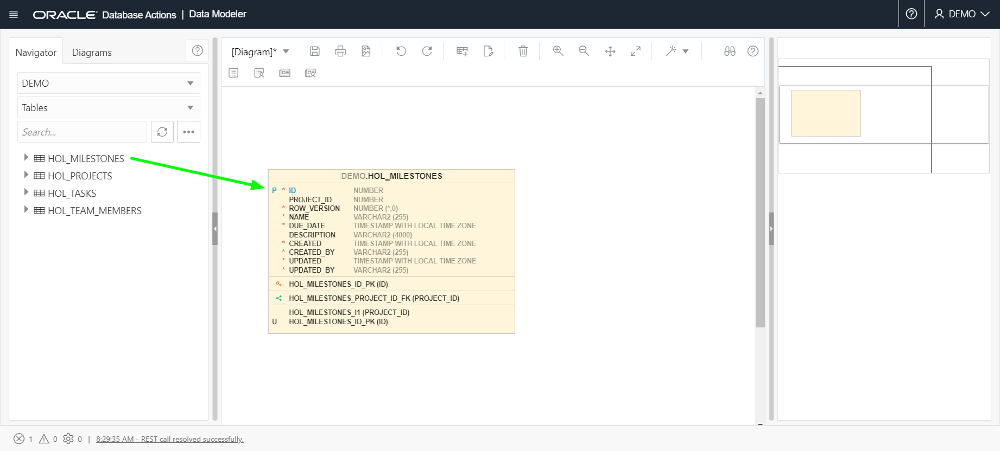 ORACLE Database Actions | Data Modeler
DEMO
Navigator
Diagrams
DEMO
Tables
Search...
HOL_MILESTONES
HOL_PROJECTS
HOL_TASKS
HOL_TEAM_MEMBERS
[Diagram]*
DEMO.HOL_MILESTONES
P * ID NUMBER
PROJECT_ID NUMBER
* ROW_VERSION NUMBER (*,0)
* NAME VARCHAR2 (255)
* DUE_DATE TIMESTAMP WITH LOCAL TIME ZONE
DESCRIPTION VARCHAR2 (4000)
* CREATED TIMESTAMP WITH LOCAL TIME ZONE
* CREATED_BY VARCHAR2 (255)
* UPDATED TIMESTAMP WITH LOCAL TIME ZONE
* UPDATED_BY VARCHAR2 (255)
HOL_MILESTONES_ID_PK (ID)
HOL_MILESTONES_PROJECT_ID_FK (PROJECT_ID)
HOL_MILESTONES_I1 (PROJECT_ID)
U HOL_MILESTONES_ID_PK (ID)
1 0 0 | 8:29:35 AM - REST call resolved successfully.